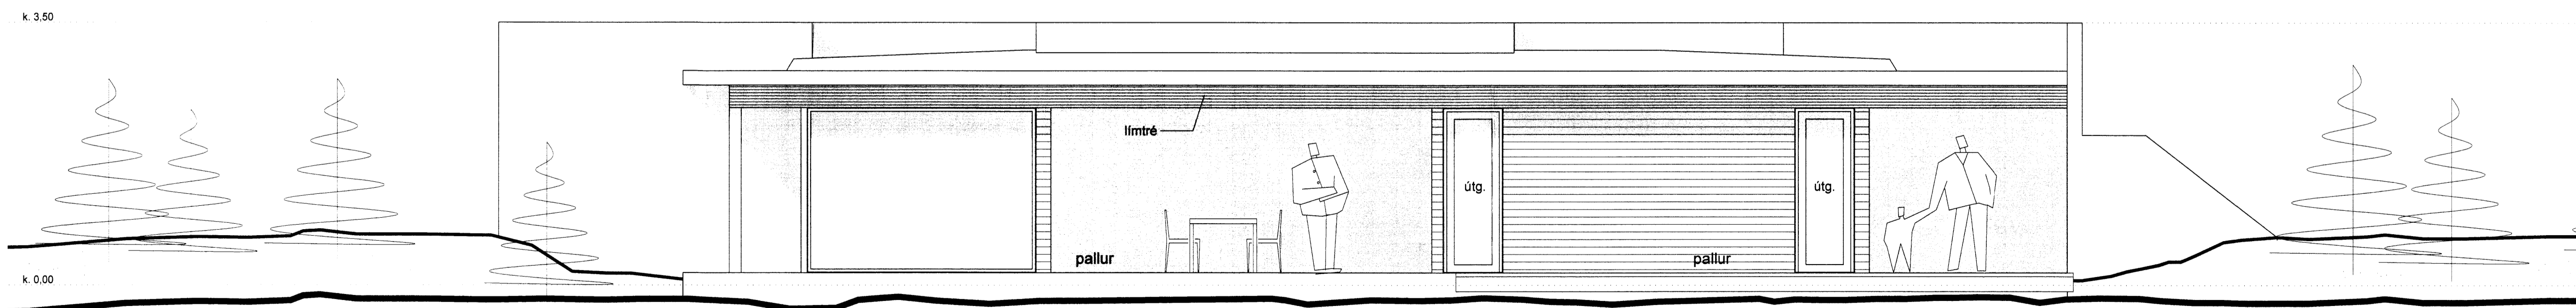 k. 3,50
límtré
útg.
útg.
pallur
pallur
k. 0,00